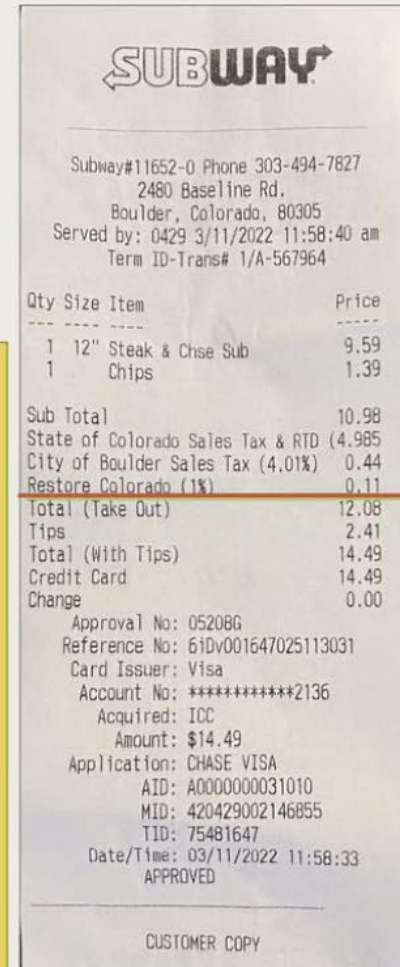 SUBWAY
Subway#11652-0 Phone 303-494-7827
2480 Baseline Rd.
Boulder, Colorado, 80305
Served by: 0429 3/11/2022 11:58:40 am
Term ID-Trans# 1/A-567964
Qty Size Item Price
--- ---- ---- -----
1 12" Steak & Chse Sub 9.59
1 Chips 1.39
Sub Total 10.98
State of Colorado Sales Tax & RTD (4.985
City of Boulder Sales Tax (4.01%) 0.44
Restore Colorado (1%) 0.11
Total (Take Out) 12.08
Tips 2.41
Total (With Tips) 14.49
Credit Card 14.49
Change 0.00
Approval No: 05208G
Reference No: 6iDv001647025113031
Card Issuer: Visa
Account No: ************2136
Acquired: ICC
Amount: $14.49
Application: CHASE VISA
AID: A0000000031010
MID: 420429002146855
TID: 75481647
Date/Time: 03/11/2022 11:58:33
APPROVED
CUSTOMER COPY